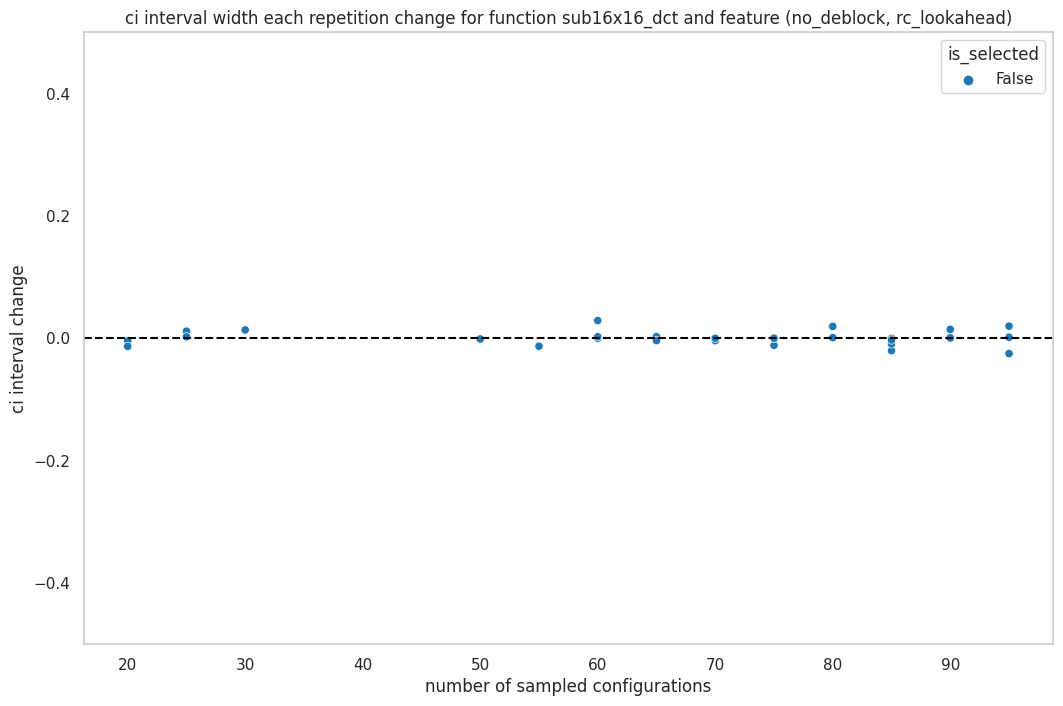 ci interval width each repetition change for function sub16x16_dct and feature (no_deblock, rc_lookahead)
is_selected
False
ci interval change
0.4
0.2
0.0
−0.2
−0.4
20 30 40 50 60 70 80 90
number of sampled configurations